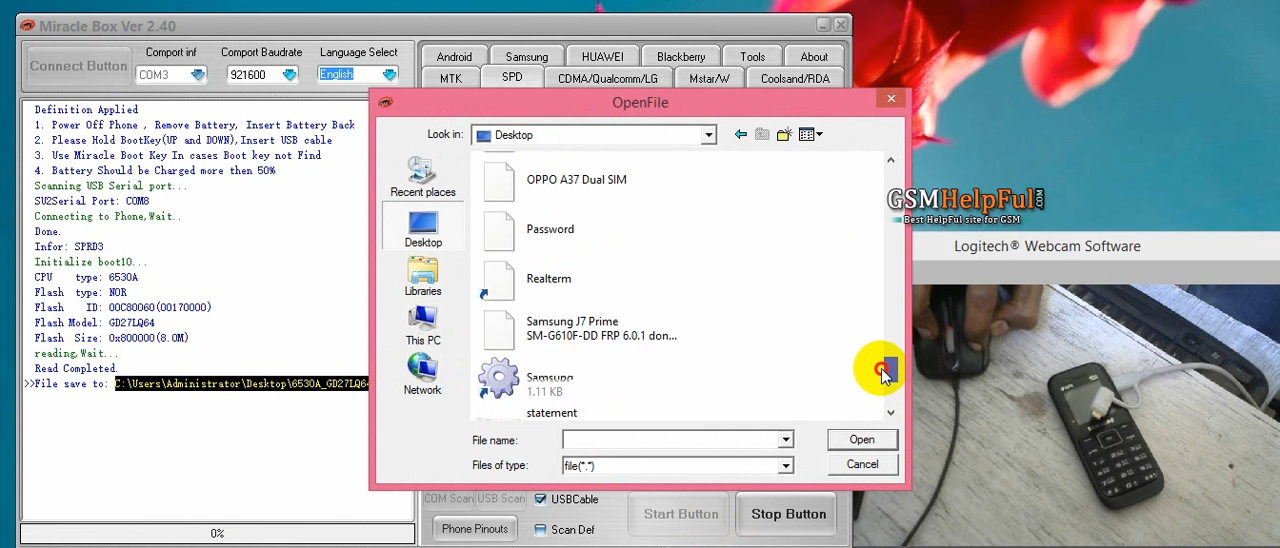 Miracle Box Ver 2.40
Connect Button
Comport inf
Comport Baudrate
Language Select
COM3
921600
English
Android
Samsung
HUAWEI
Blackberry
Tools
About
MTK
SPD
CDMA/Qualcomm/LG
Mstar/W
Coolsand/RDA
Definition Applied
1. Power Off Phone , Remove Battery, Insert Battery Back
2. Please Hold BootKey(UP and DOWN),Insert USB cable
3. Use Miracle Boot Key In cases Boot key not Find
4. Battery Should be Charged more then 50%
Scanning USB Serial port...
SU2Serial Port: COM8
Connecting to Phone,Wait..
Done.
Infor: SPRD3
Initialize boot10...
CPU type: 6530A
Flash type: NOR
Flash ID: 00C80060(00170000)
Flash Model: GD27LQ64
Flash Size: 0x800000(8.0M)
reading,Wait...
Read Completed.
>>File save to: C:\Users\Administrator\Desktop\6530A_GD27LQ64
0%
OpenFile
Look in:
Desktop
Recent places
Desktop
Libraries
This PC
Network
OPPO A37 Dual SIM
Password
Realterm
Samsung J7 Prime
SM-G610F-DD FRP 6.0.1 don...
Samsung
1.11 KB
statement
File name:
Open
Files of type:
file(*.*)
Cancel
COM Scan
USB Scan
USBCable
Start Button
Stop Button
Phone Pinouts
Scan Def
GSMHelpFul.COM
Best HelpFul site for GSM
Logitech® Webcam Software